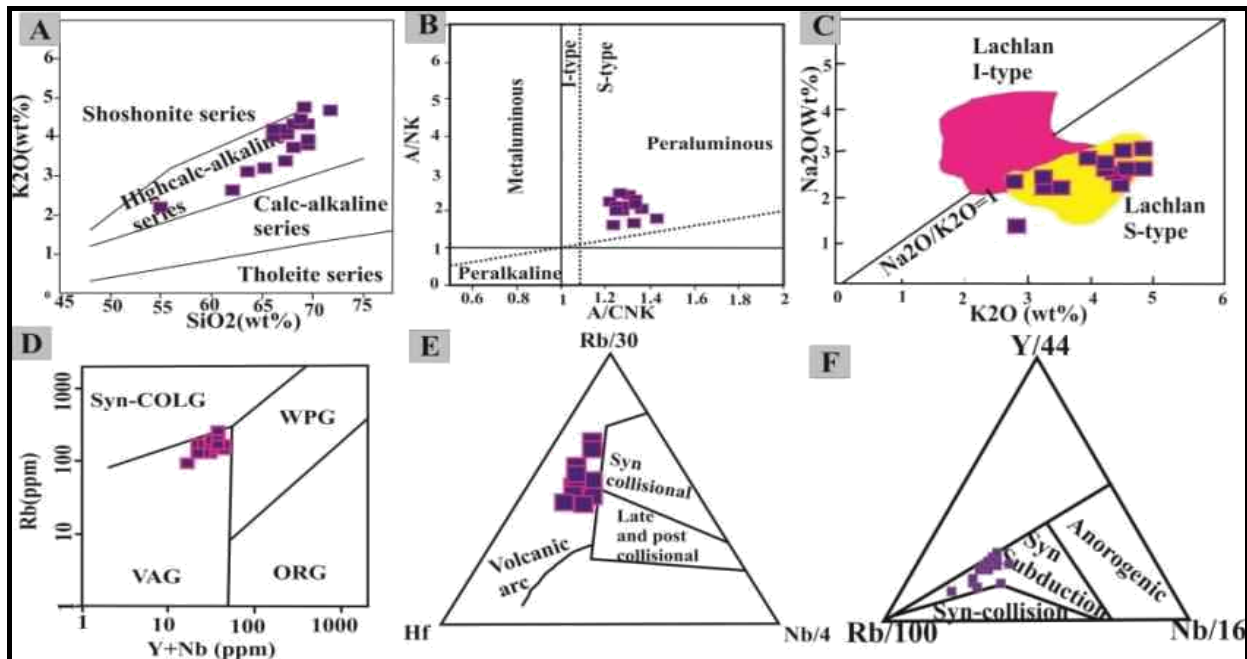 A
K2O(wt%)
6
5
4
3
2
1
0
Shoshonite series
Highcalc-alkaline
series
Calc-alkaline
series
Tholeite series
45
50
55
60
65
70
75
SiO2(wt%)
B
A/NK
7
6
5
4
3
2
1
0
Metaluminous
I-type
S-type
Peraluminous
Peralkaline
0.6
0.8
1
1.2
1.4
1.6
1.8
2
A/CNK
C
Na2O(Wt%)
5
4
3
2
1
Lachlan
I-type
Na2O/K2O=1
Lachlan
S-type
0
1
2
3
4
5
6
K2O (wt%)
D
Rb(ppm)
1000
100
10
1
Syn-COLG
WPG
VAG
ORG
1
10
100
1000
Y+Nb (ppm)
E
Rb/30
Syn
collisional
Late
and post
collisional
Volcanic
arc
Hf
Nb/4
F
Y/44
Syn
Subduction
Anorogenic
Syn-collision
Rb/100
Nb/16